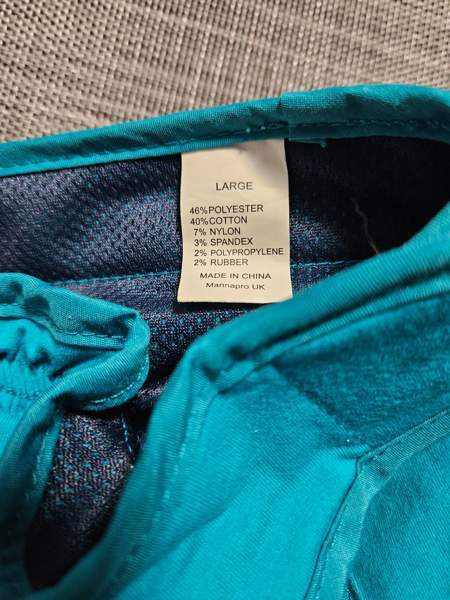 LARGE
46%POLYESTER
40%COTTON
7% NYLON
3% SPANDEX
2% POLYPROPYLENE
2% RUBBER
MADE IN CHINA
Mannapro UK